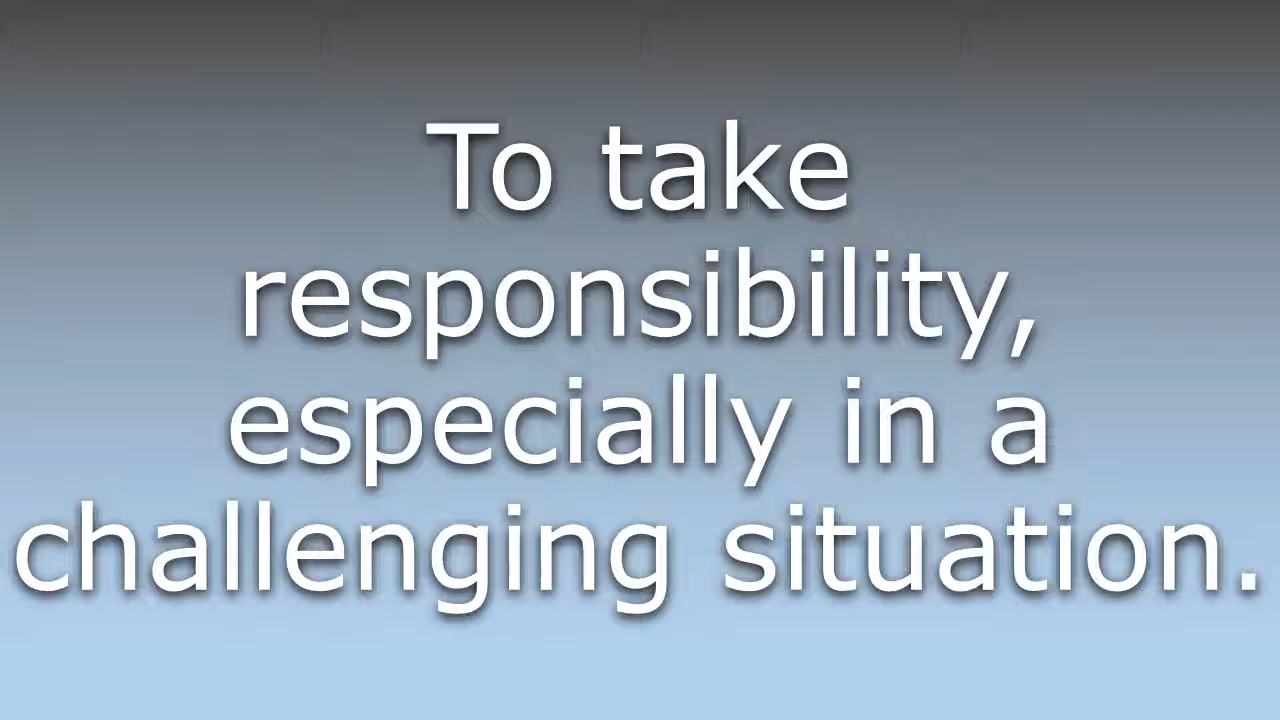 To take
responsibility,
especially in a
challenging situation.